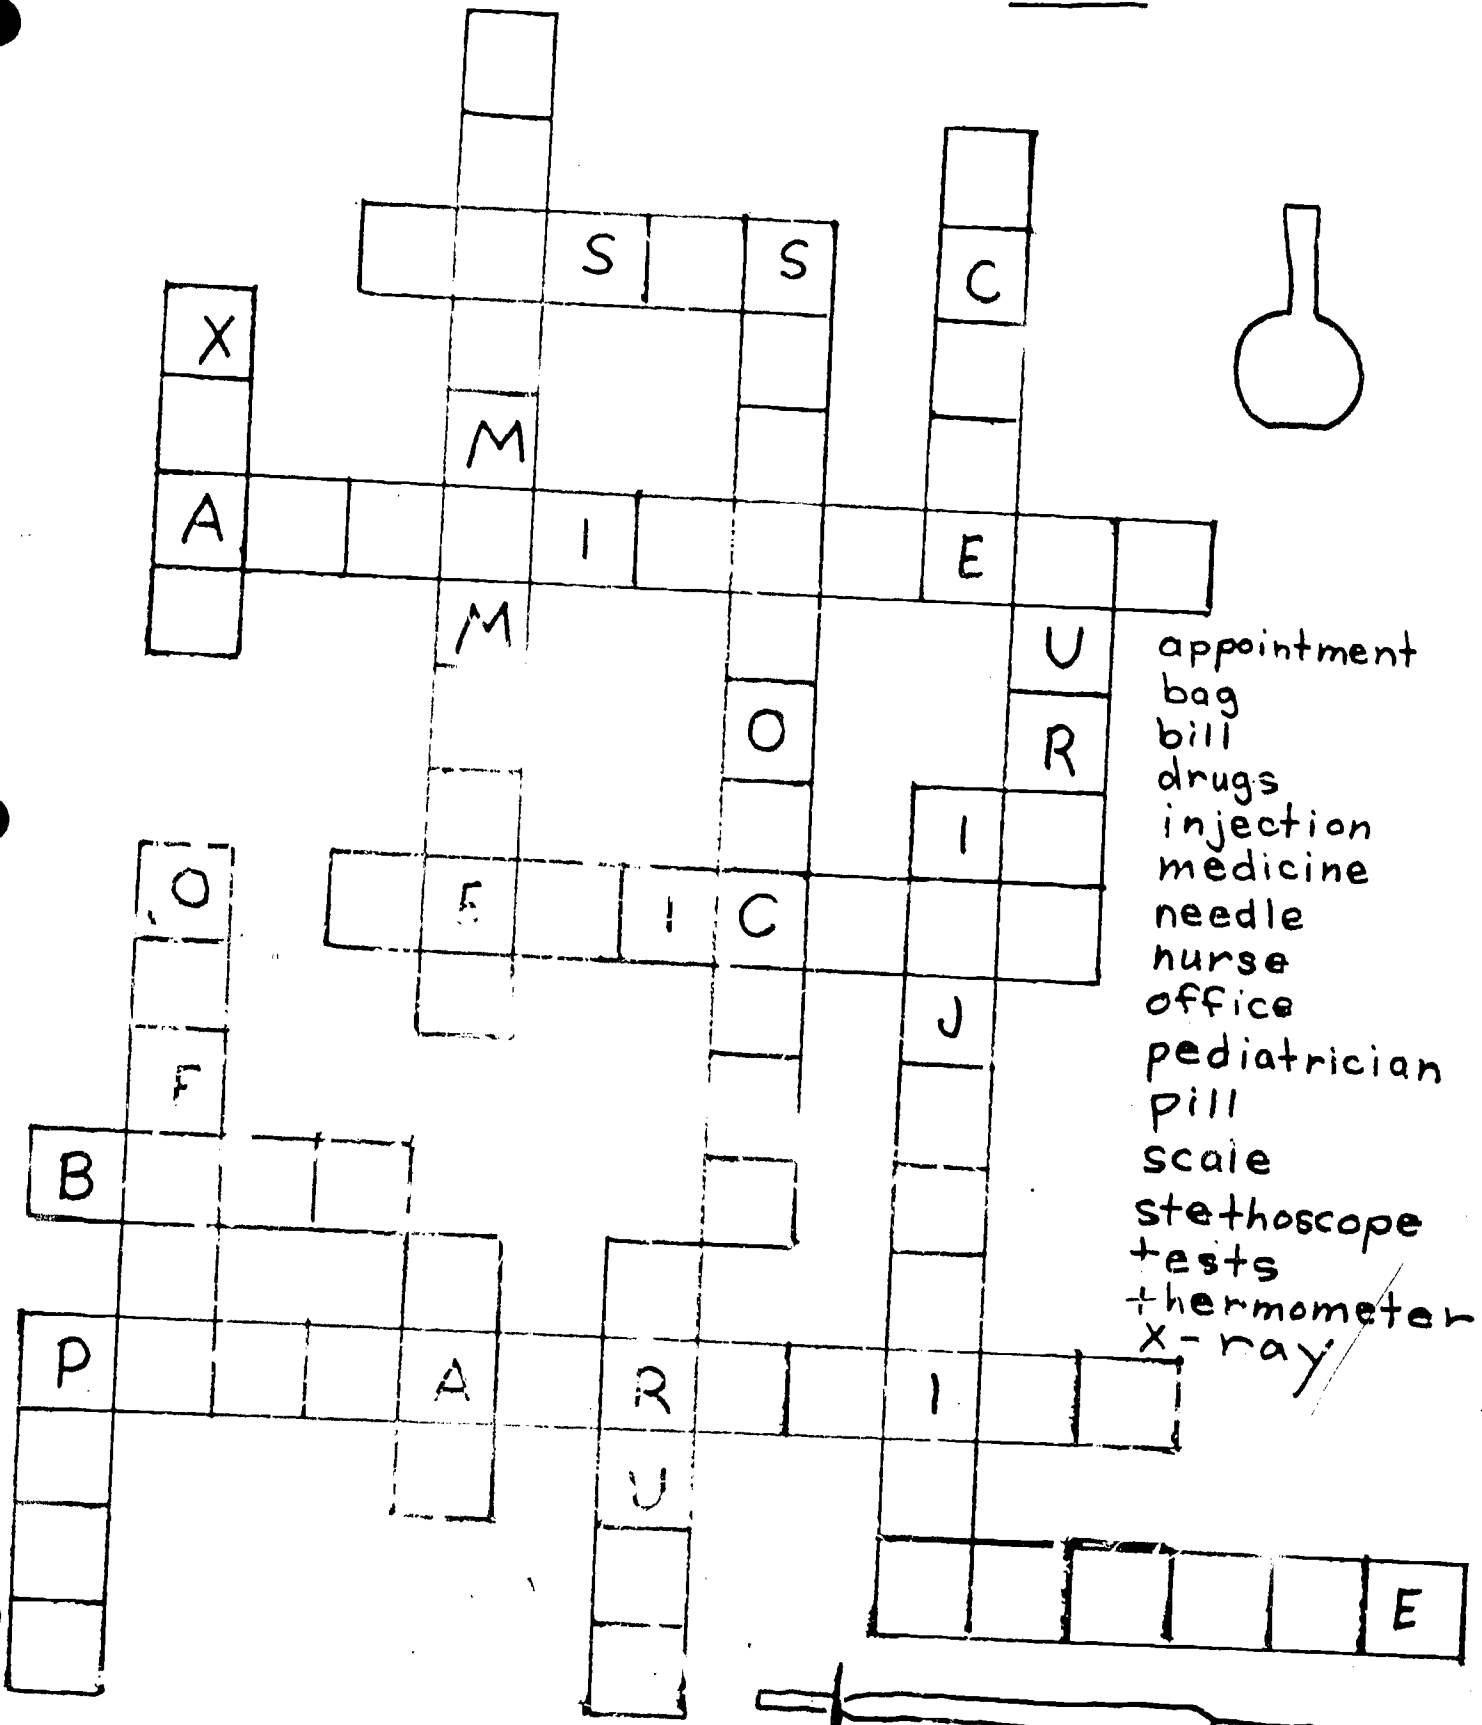 S S
C
X
M
A I E
M
U
O R
I
O
E I C
J
F
B
P A R I
U
E
appointment
bag
bill
drugs
injection
medicine
needle
nurse
office
pediatrician
pill
scale
stethoscope
tests
thermometer
x-ray